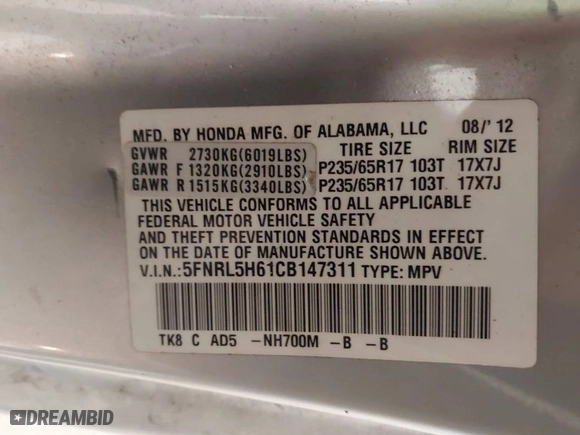 MFD. BY HONDA MFG. OF ALABAMA, LLC 08/'12
TIRE SIZE RIM SIZE
GVWR 2730KG(6019LBS)
GAWR F 1320KG(2910LBS) P235/65R17 103T 17X7J
GAWR R 1515KG(3340LBS) P235/65R17 103T 17X7J
THIS VEHICLE CONFORMS TO ALL APPLICABLE
FEDERAL MOTOR VEHICLE SAFETY
AND THEFT PREVENTION STANDARDS IN EFFECT
ON THE DATE OF MANUFACTURE SHOWN ABOVE.
V.I.N.:5FNRL5H61CB147311 TYPE: MPV
TK8 C AD5 -NH700M -B -B
DREAMBID